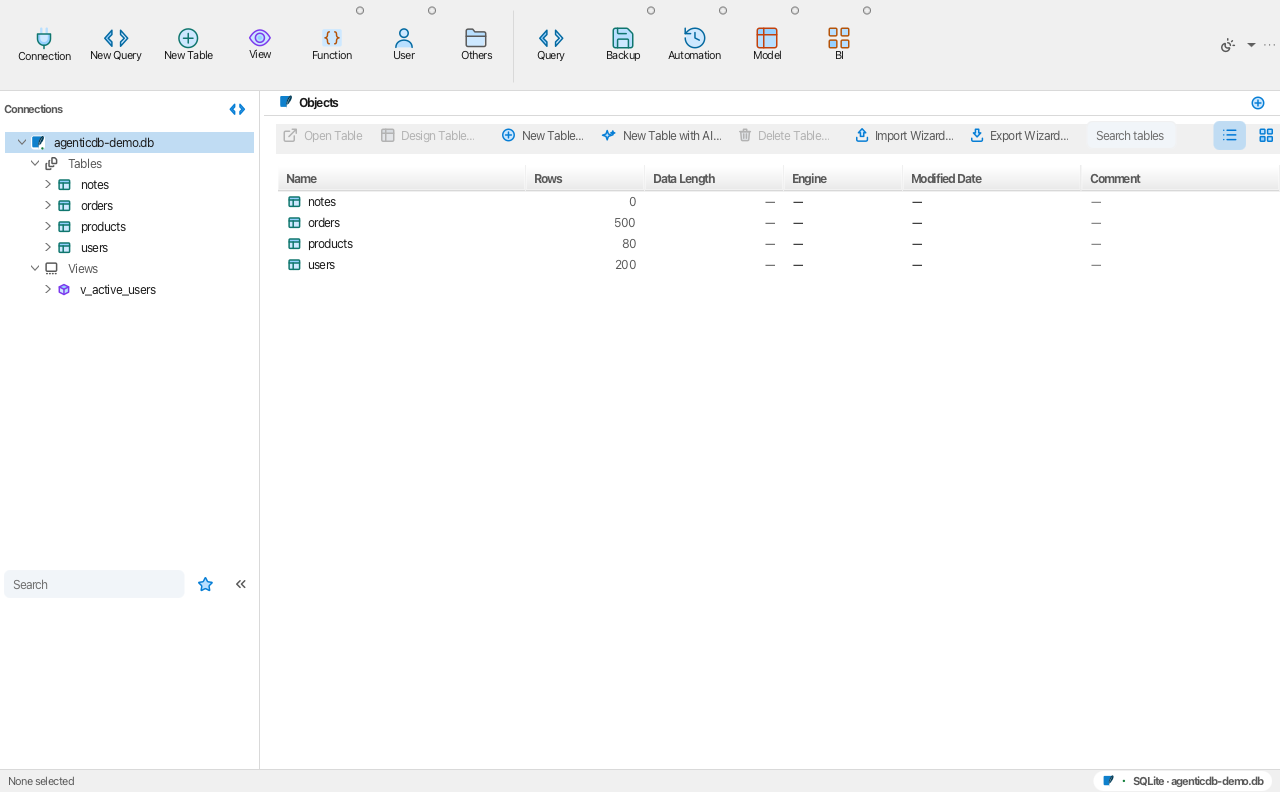 Connection
New Query
New Table
View
Function
User
Others
Query
Backup
Automation
Model
BI
Connections
agenticdb-demo.db
Tables
notes
orders
products
users
Views
v_active_users
Search
Objects
Open Table
Design Table...
New Table...
New Table with AI...
Delete Table...
Import Wizard...
Export Wizard...
Search tables
Name Rows Data Length Engine Modified Date Comment
notes 0 — — — —
orders 500 — — — —
products 80 — — — —
users 200 — — — —
None selected
SQLite · agenticdb-demo.db